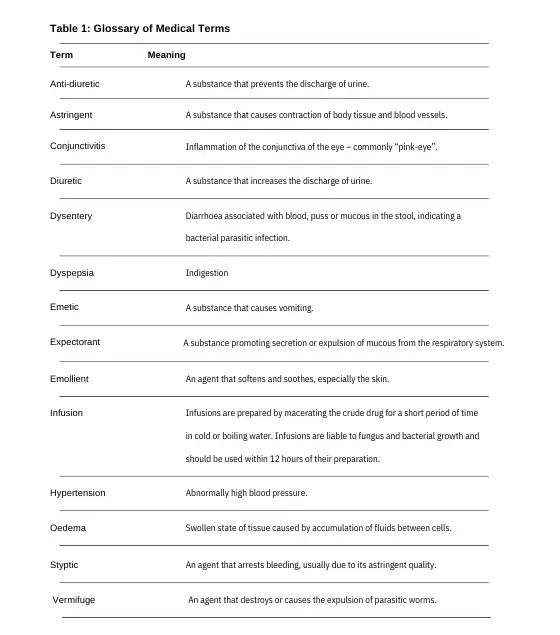 Table 1: Glossary of Medical Terms
Term Meaning
Anti-diuretic A substance that prevents the discharge of urine.
Astringent A substance that causes contraction of body tissue and blood vessels.
Conjunctivitis Inflammation of the conjunctiva of the eye – commonly “pink-eye”.
Diuretic A substance that increases the discharge of urine.
Dysentery Diarrhoea associated with blood, puss or mucous in the stool, indicating a
bacterial parasitic infection.
Dyspepsia Indigestion
Emetic A substance that causes vomiting.
Expectorant A substance promoting secretion or expulsion of mucous from the respiratory system.
Emollient An agent that softens and soothes, especially the skin.
Infusion Infusions are prepared by macerating the crude drug for a short period of time
in cold or boiling water. Infusions are liable to fungus and bacterial growth and
should be used within 12 hours of their preparation.
Hypertension Abnormally high blood pressure.
Oedema Swollen state of tissue caused by accumulation of fluids between cells.
Styptic An agent that arrests bleeding, usually due to its astringent quality.
Vermifuge An agent that destroys or causes the expulsion of parasitic worms.